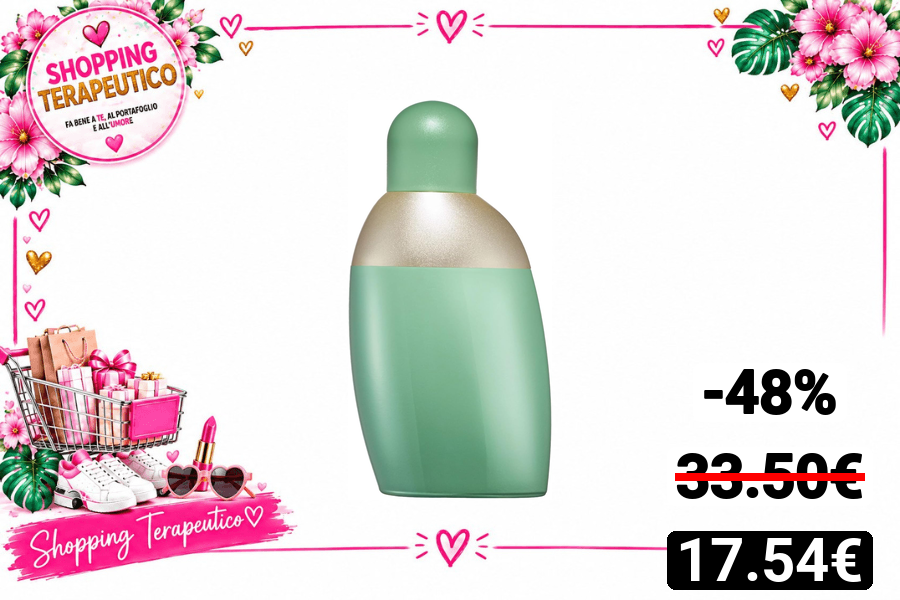 SHOPPING
TERAPEUTICO
FA BENE A TE, AL PORTAFOGLIO
E ALL'UMORE
-48%
33.50€
17.54€
Shopping Terapeutico